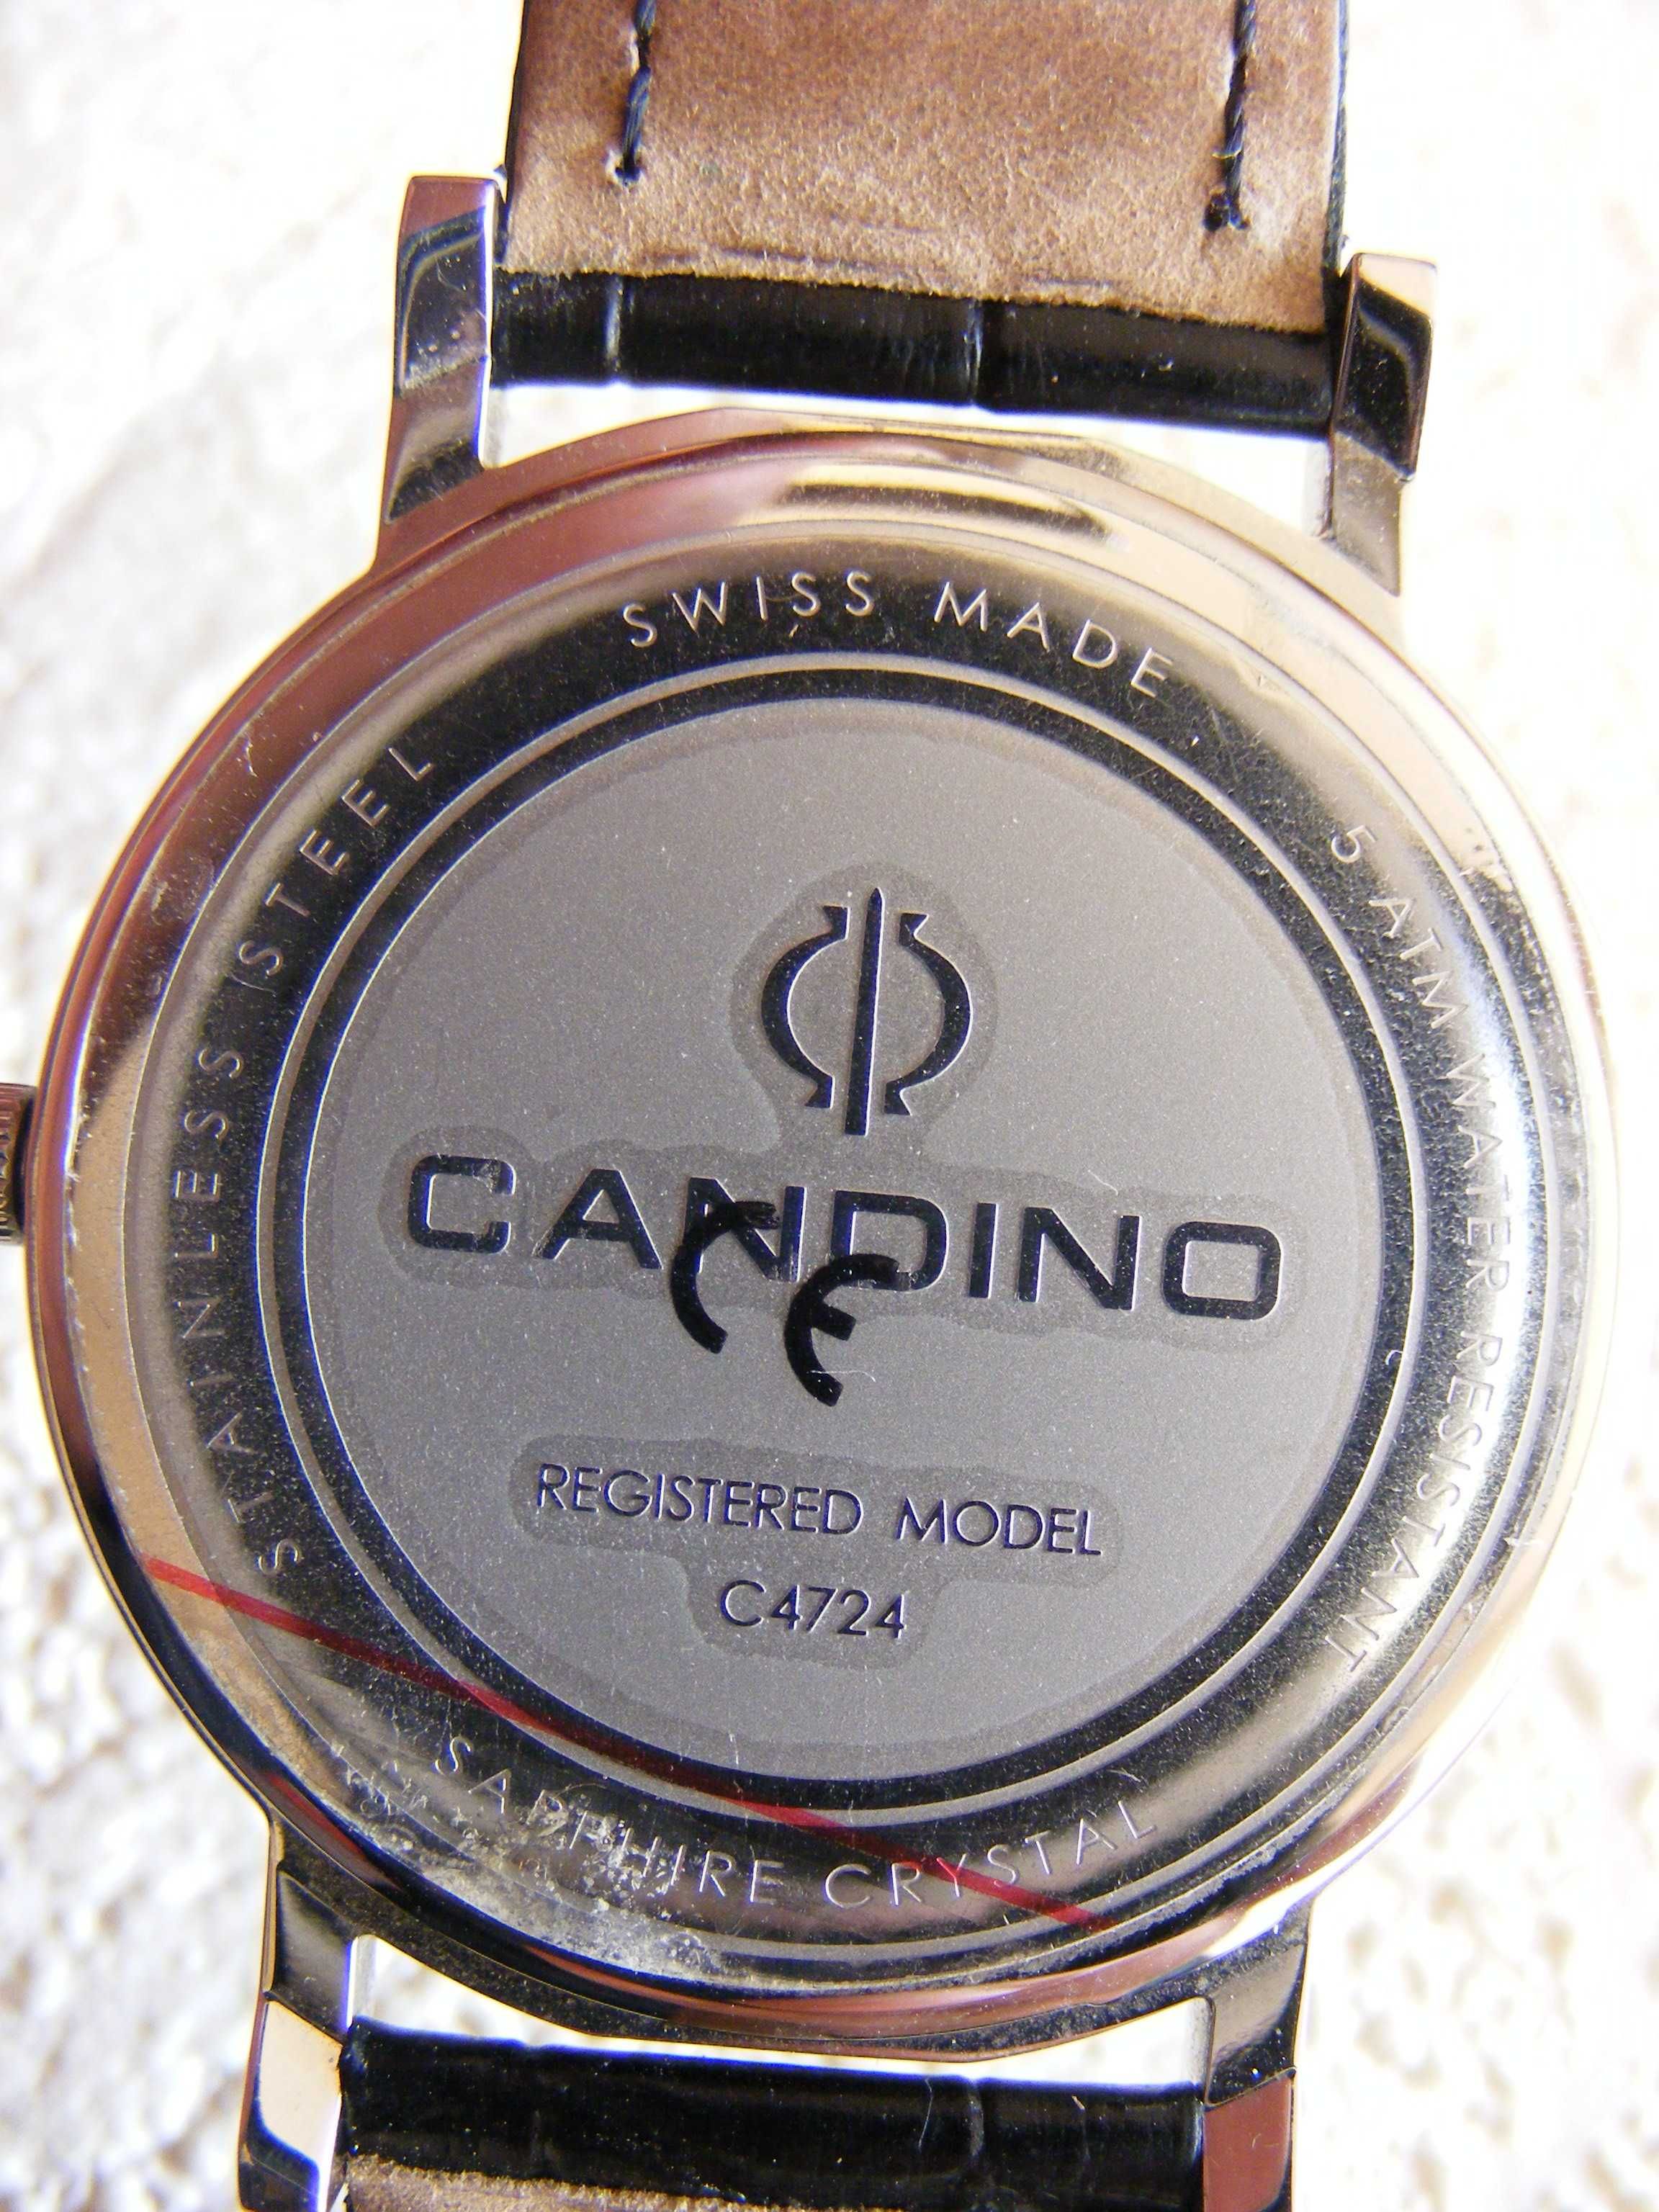 SWISS MADE
5 ATM WATER RESISTANT
STAINLESS STEEL
CANDINO
CE
REGISTERED MODEL
C4724
SAPPHIRE CRYSTAL